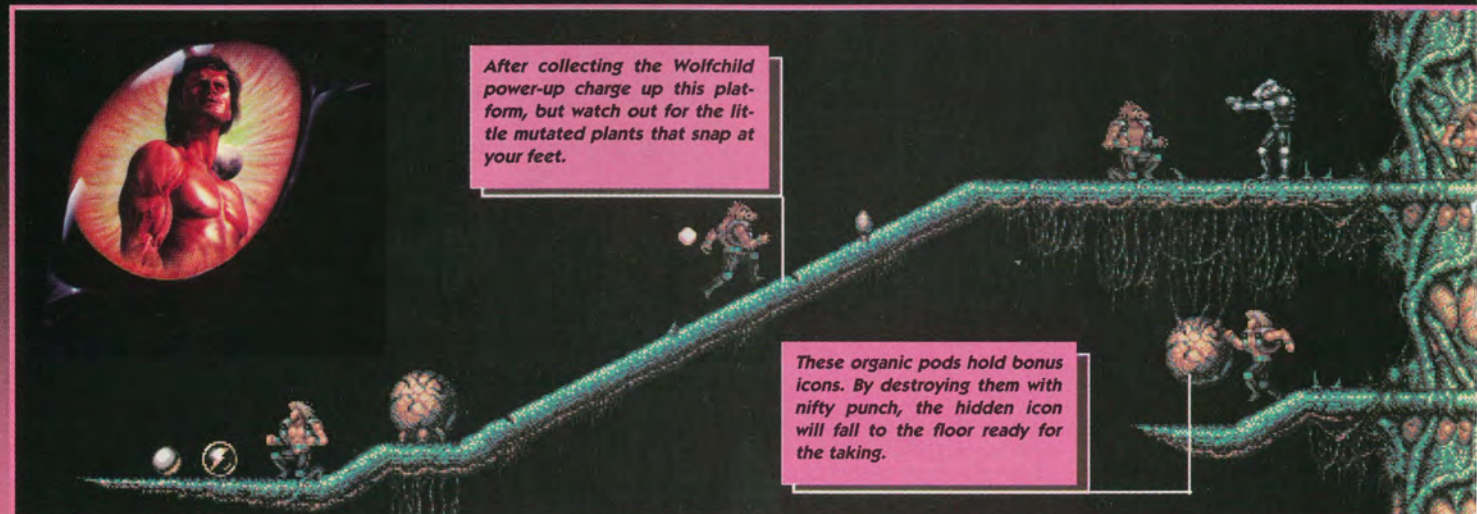 After collecting the Wolfchild
power-up charge up this plat-
form, but watch out for the lit-
tle mutated plants that snap at
your feet.
These organic pods hold bonus
icons. By destroying them with
nifty punch, the hidden icon
will fall to the floor ready for
the taking.